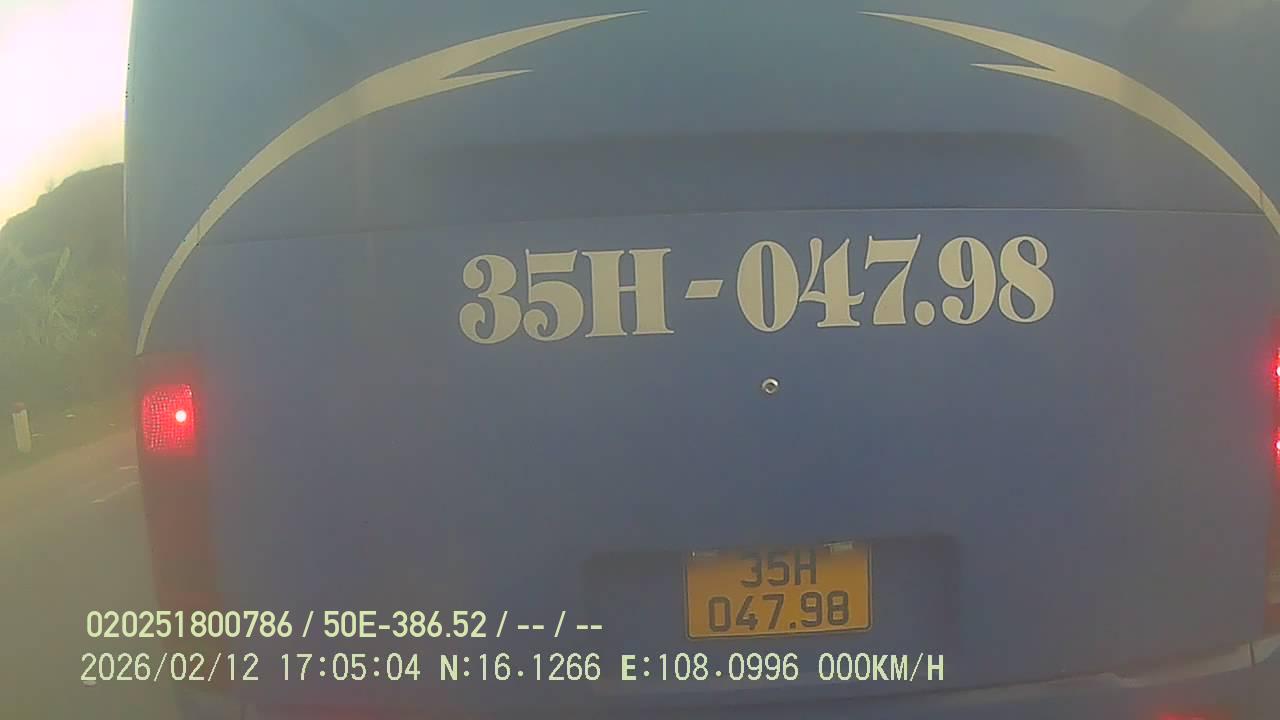 35H-047.98
35H
047.98
020251800786 / 50E-386.52 / -- / --
2026/02/12 17:05:04 N:16.1266 E:108.0996 000KM/H